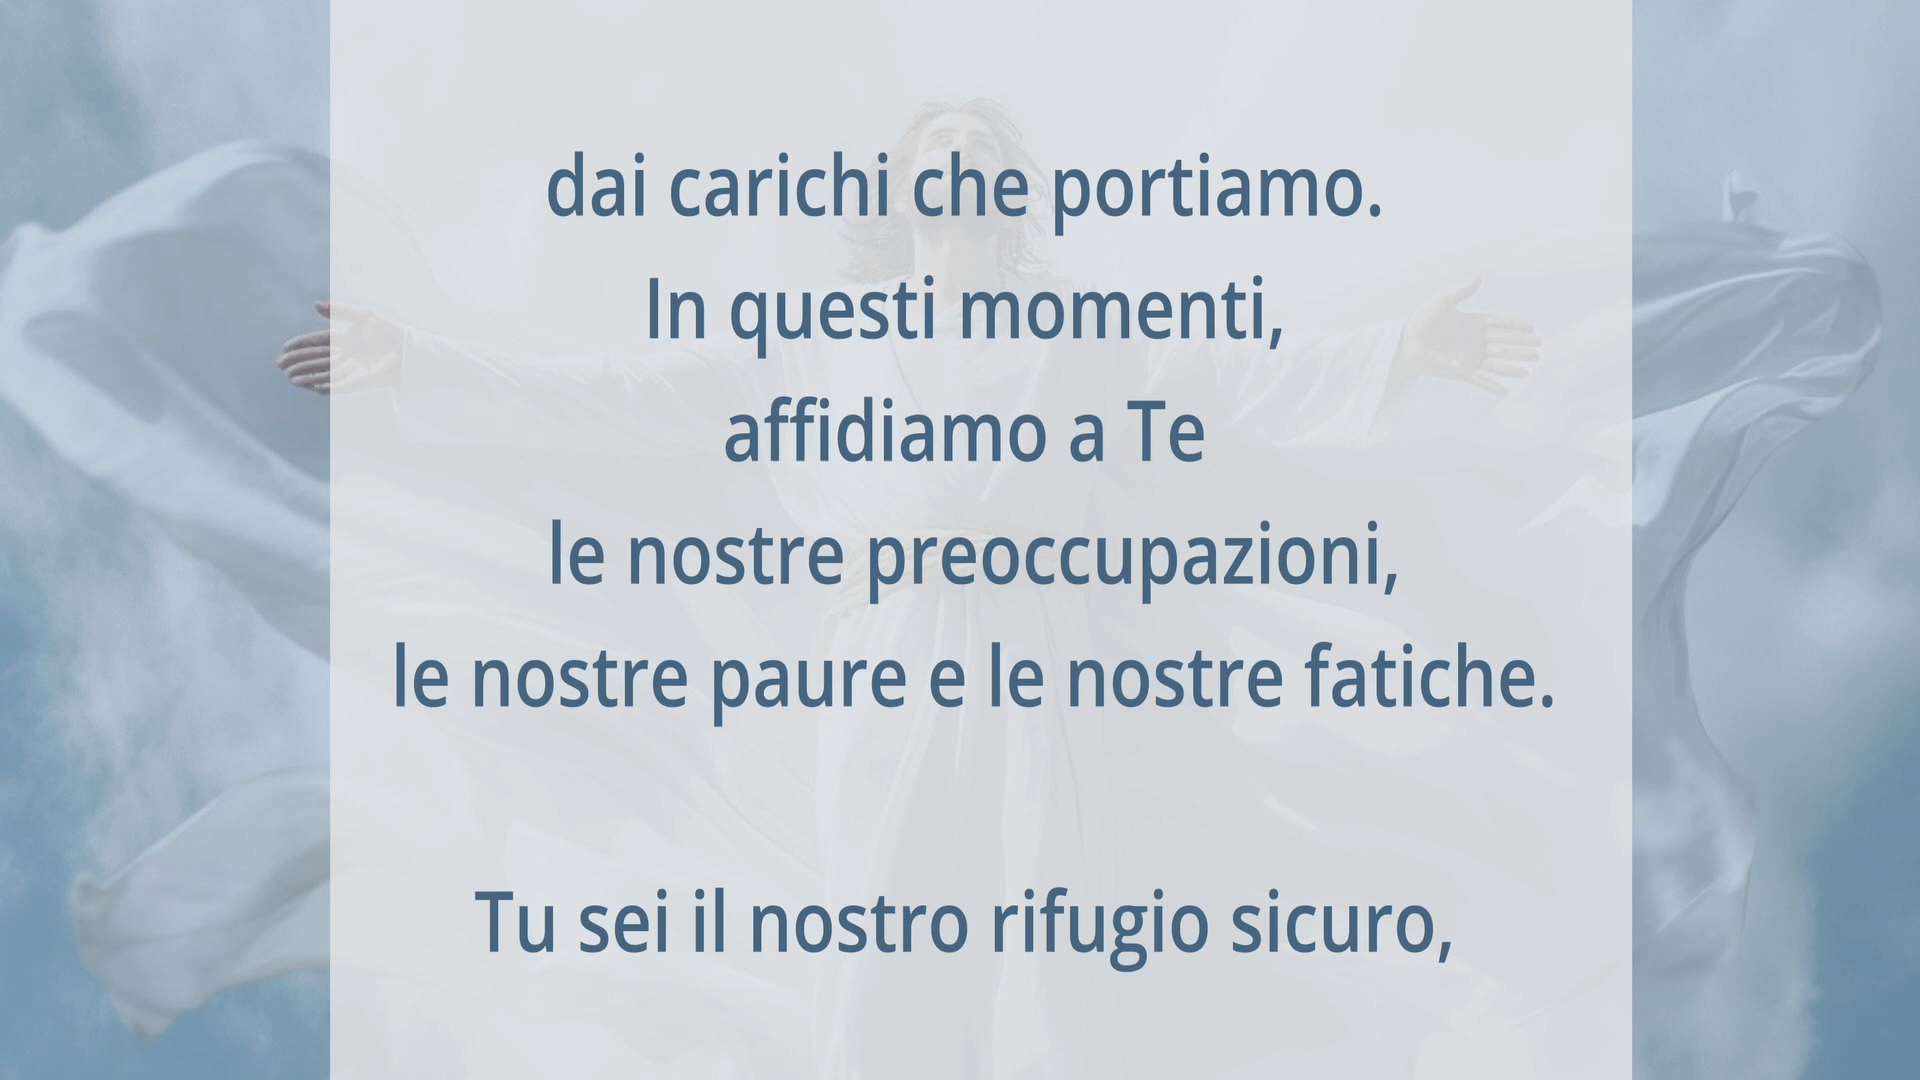 dai carichi che portiamo.
In questi momenti,
affidiamo a Te
le nostre preoccupazioni,
le nostre paure e le nostre fatiche.
Tu sei il nostro rifugio sicuro,